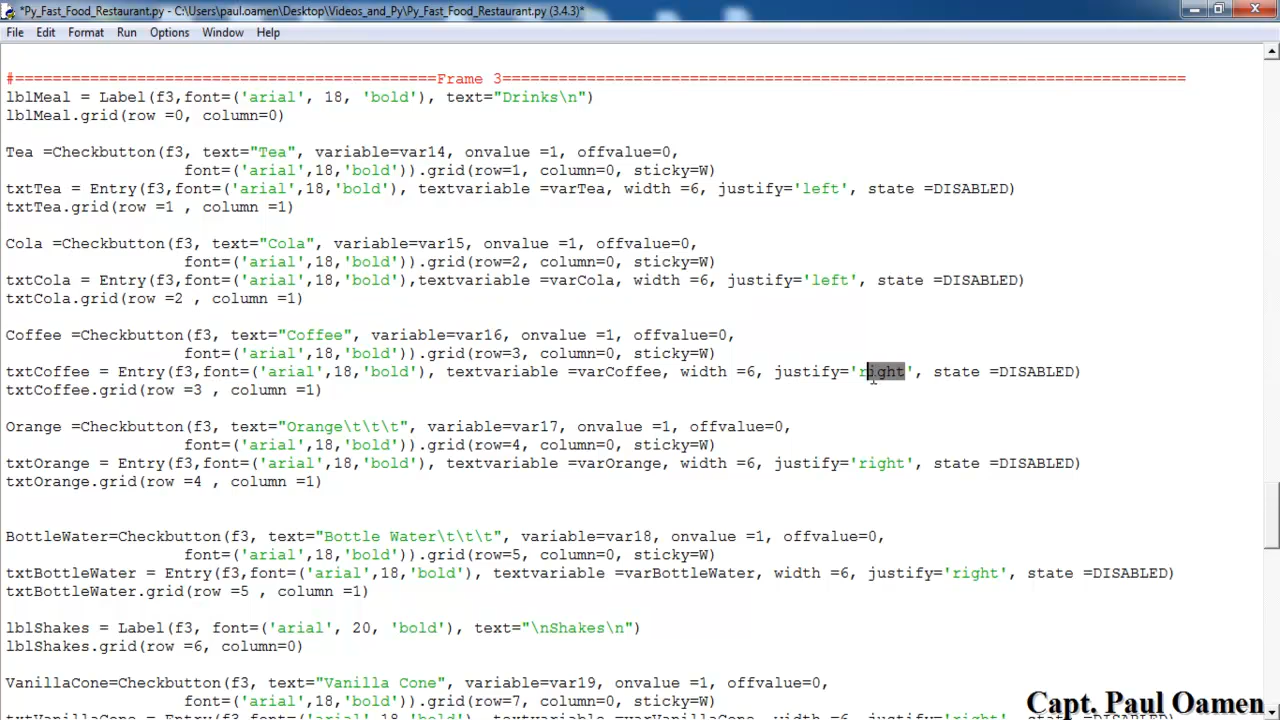 *Py_Fast_Food_Restaurant.py - C:\Users\paul.oamen\Desktop\Videos_and_Py\Py_Fast_Food_Restaurant.py (3.4.3)*
File Edit Format Run Options Window Help
#==============================================Frame 3=========================================================================
lblMeal = Label(f3,font=('arial', 18, 'bold'), text="Drinks\n")
lblMeal.grid(row =0, column=0)
Tea =Checkbutton(f3, text="Tea", variable=var14, onvalue =1, offvalue=0,
font=('arial',18,'bold')).grid(row=1, column=0, sticky=W)
txtTea = Entry(f3,font=('arial',18,'bold'), textvariable =varTea, width =6, justify='left', state =DISABLED)
txtTea.grid(row =1 , column =1)
Cola =Checkbutton(f3, text="Cola", variable=var15, onvalue =1, offvalue=0,
font=('arial',18,'bold')).grid(row=2, column=0, sticky=W)
txtCola = Entry(f3,font=('arial',18,'bold'),textvariable =varCola, width =6, justify='left', state =DISABLED)
txtCola.grid(row =2 , column =1)
Coffee =Checkbutton(f3, text="Coffee", variable=var16, onvalue =1, offvalue=0,
font=('arial',18,'bold')).grid(row=3, column=0, sticky=W)
txtCoffee = Entry(f3,font=('arial',18,'bold'), textvariable =varCoffee, width =6, justify='right', state =DISABLED)
txtCoffee.grid(row =3 , column =1)
Orange =Checkbutton(f3, text="Orange\t\t\t", variable=var17, onvalue =1, offvalue=0,
font=('arial',18,'bold')).grid(row=4, column=0, sticky=W)
txtOrange = Entry(f3,font=('arial',18,'bold'), textvariable =varOrange, width =6, justify='right', state =DISABLED)
txtOrange.grid(row =4 , column =1)
BottleWater=Checkbutton(f3, text="Bottle Water\t\t\t", variable=var18, onvalue =1, offvalue=0,
font=('arial',18,'bold')).grid(row=5, column=0, sticky=W)
txtBottleWater = Entry(f3,font=('arial',18,'bold'), textvariable =varBottleWater, width =6, justify='right', state =DISABLED)
txtBottleWater.grid(row =5 , column =1)
lblShakes = Label(f3, font=('arial', 20, 'bold'), text="\nShakes\n")
lblShakes.grid(row =6, column=0)
VanillaCone=Checkbutton(f3, text="Vanilla Cone", variable=var19, onvalue =1, offvalue=0,
font=('arial',18,'bold')).grid(row=7, column=0, sticky=W)
Capt. Paul Oamen